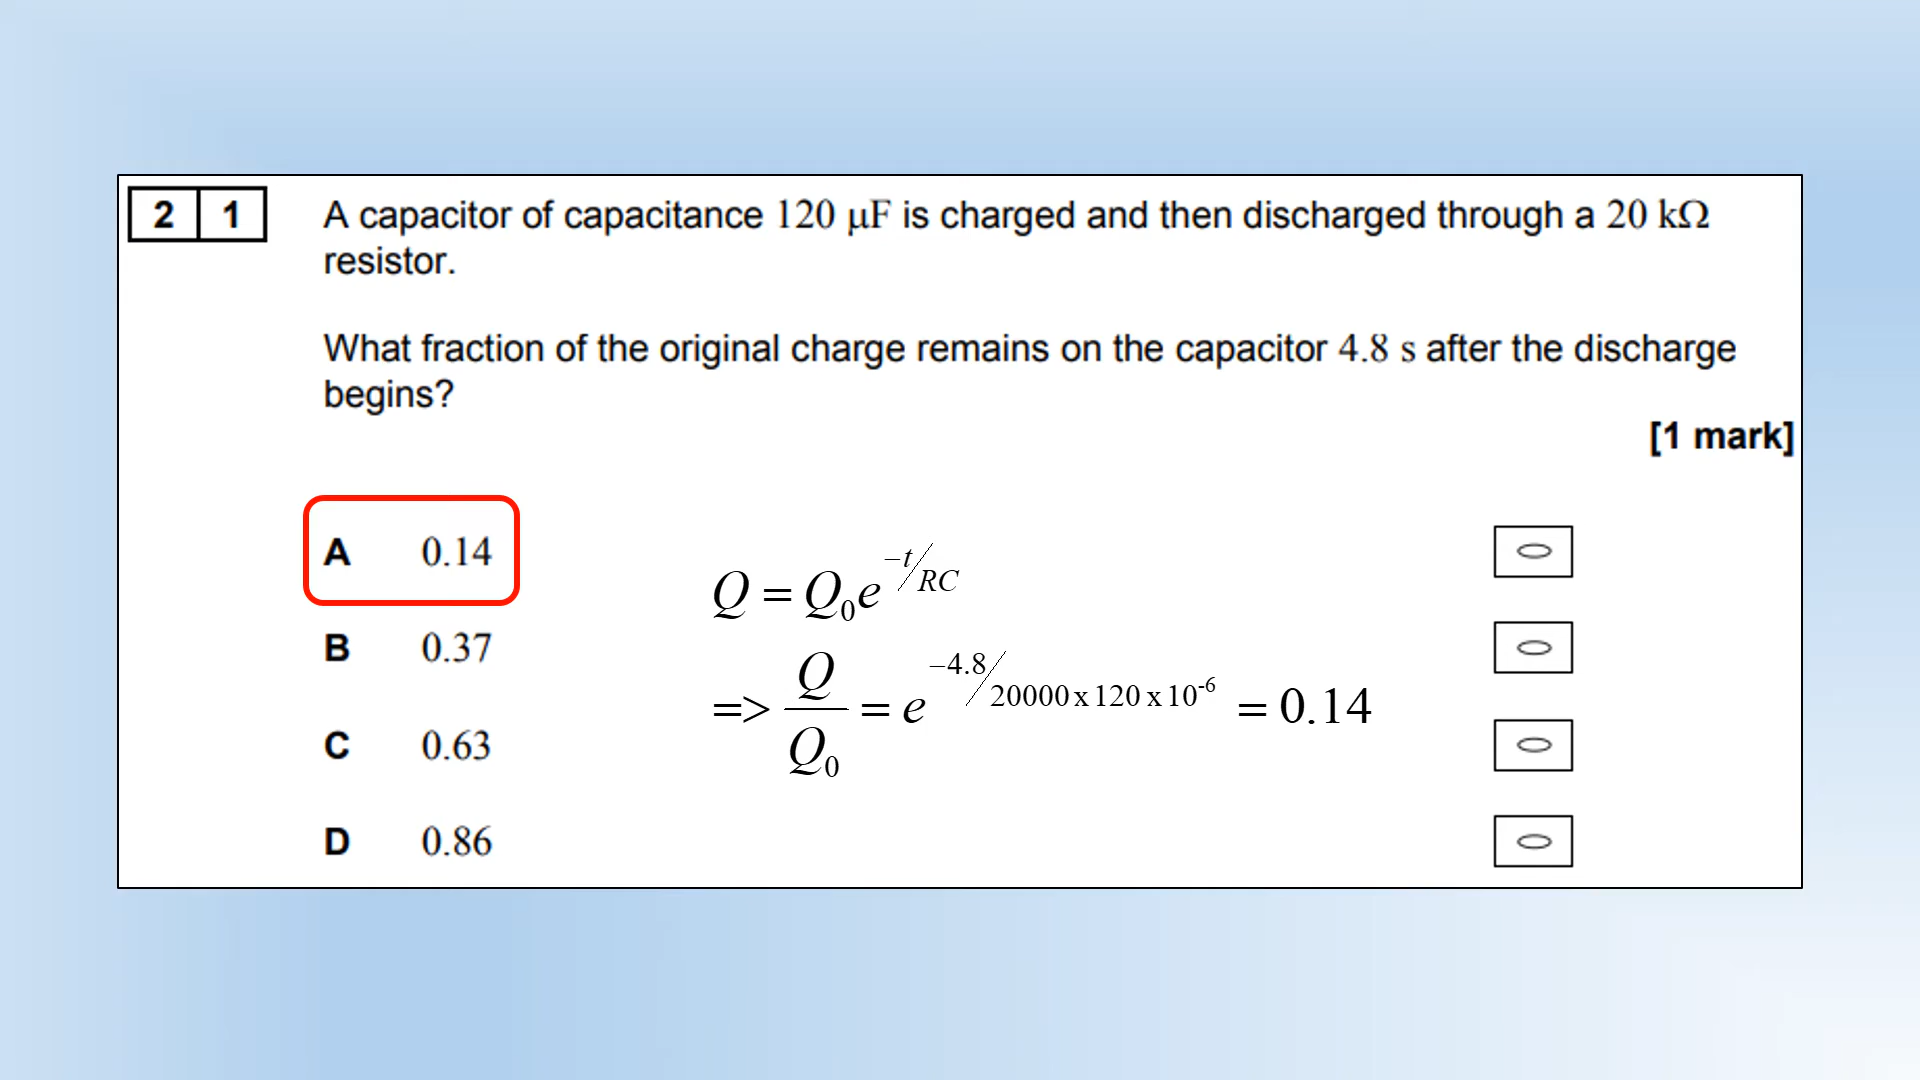 2 1
A capacitor of capacitance 120 μF is charged and then discharged through a 20 kΩ
resistor.
What fraction of the original charge remains on the capacitor 4.8 s after the discharge
begins?
[1 mark]
A 0.14
B 0.37
C 0.63
D 0.86
Q = Q₀e^(−t/RC)
=> Q/Q₀ = e^(−4.8/20000 x 120 x 10^-6) = 0.14